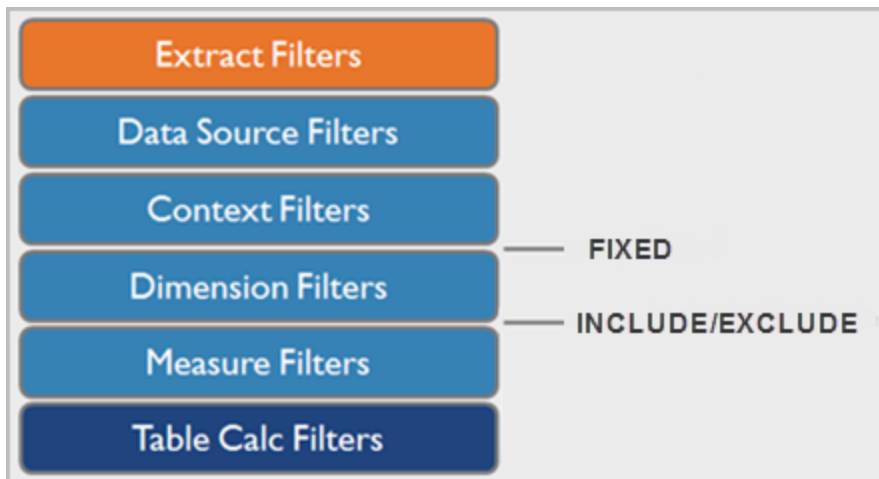 Extract Filters
Data Source Filters
Context Filters
FIXED
Dimension Filters
INCLUDE/EXCLUDE
Measure Filters
Table Calc Filters